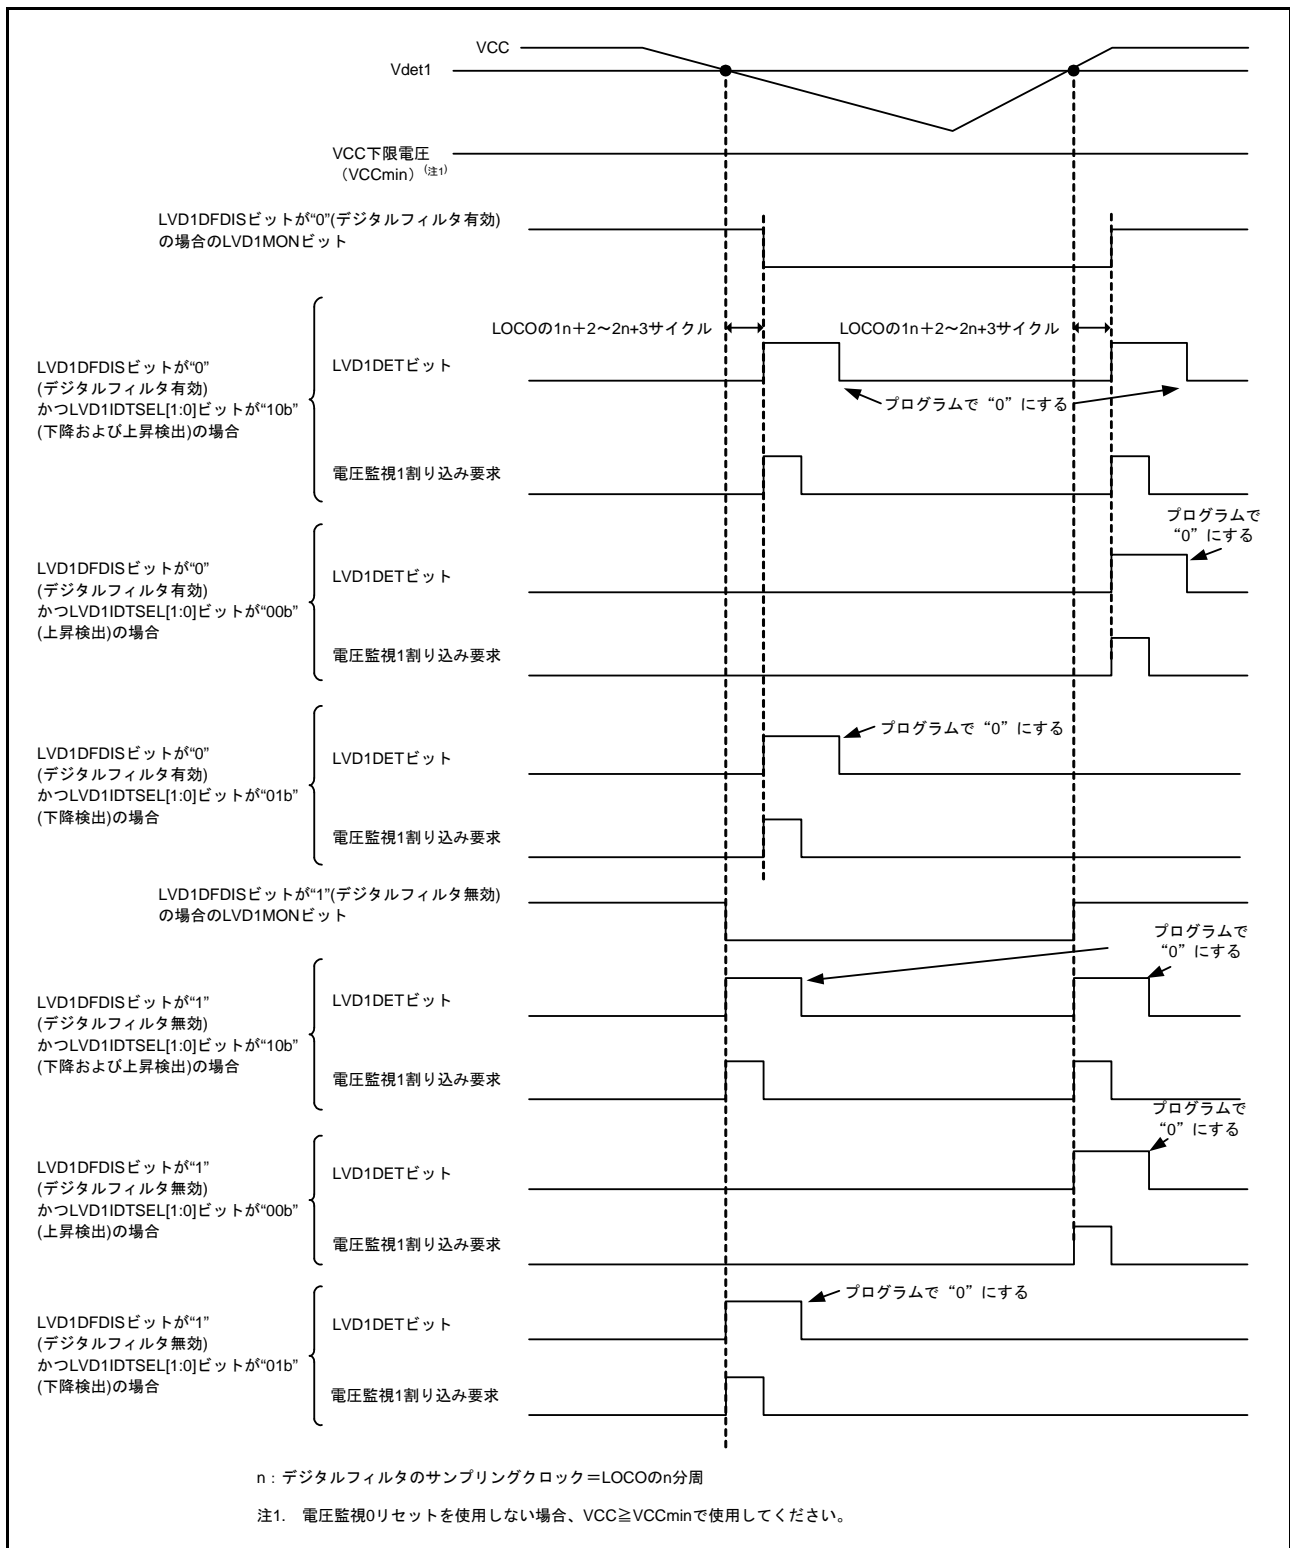 VCC
Vdet1
VCC下限電圧
（VCCmin）(注1)
LVD1DFDISビットが“0”(デジタルフィルタ有効)
の場合のLVD1MONビット
LOCOの1n＋2～2n+3サイクル
LOCOの1n＋2～2n+3サイクル
LVD1DFDISビットが“0”
(デジタルフィルタ有効)
かつLVD1IDTSEL[1:0]ビットが“10b”
(下降および上昇検出)の場合
LVD1DETビット
プログラムで“0”にする
電圧監視1割り込み要求
プログラムで
“0”にする
LVD1DFDISビットが“0”
(デジタルフィルタ有効)
かつLVD1IDTSEL[1:0]ビットが“00b”
(上昇検出)の場合
LVD1DETビット
電圧監視1割り込み要求
プログラムで“0”にする
LVD1DFDISビットが“0”
(デジタルフィルタ有効)
かつLVD1IDTSEL[1:0]ビットが“01b”
(下降検出)の場合
LVD1DETビット
電圧監視1割り込み要求
LVD1DFDISビットが“1”(デジタルフィルタ無効)
の場合のLVD1MONビット
プログラムで
“0”にする
LVD1DFDISビットが“1”
(デジタルフィルタ無効)
かつLVD1IDTSEL[1:0]ビットが“10b”
(下降および上昇検出)の場合
LVD1DETビット
電圧監視1割り込み要求
プログラムで
“0”にする
LVD1DFDISビットが“1”
(デジタルフィルタ無効)
かつLVD1IDTSEL[1:0]ビットが“00b”
(上昇検出)の場合
LVD1DETビット
電圧監視1割り込み要求
プログラムで“0”にする
LVD1DFDISビットが“1”
(デジタルフィルタ無効)
かつLVD1IDTSEL[1:0]ビットが“01b”
(下降検出)の場合
LVD1DETビット
電圧監視1割り込み要求
n：デジタルフィルタのサンプリングクロック＝LOCOのn分周
注1. 電圧監視0リセットを使用しない場合、VCC≧VCCminで使用してください。